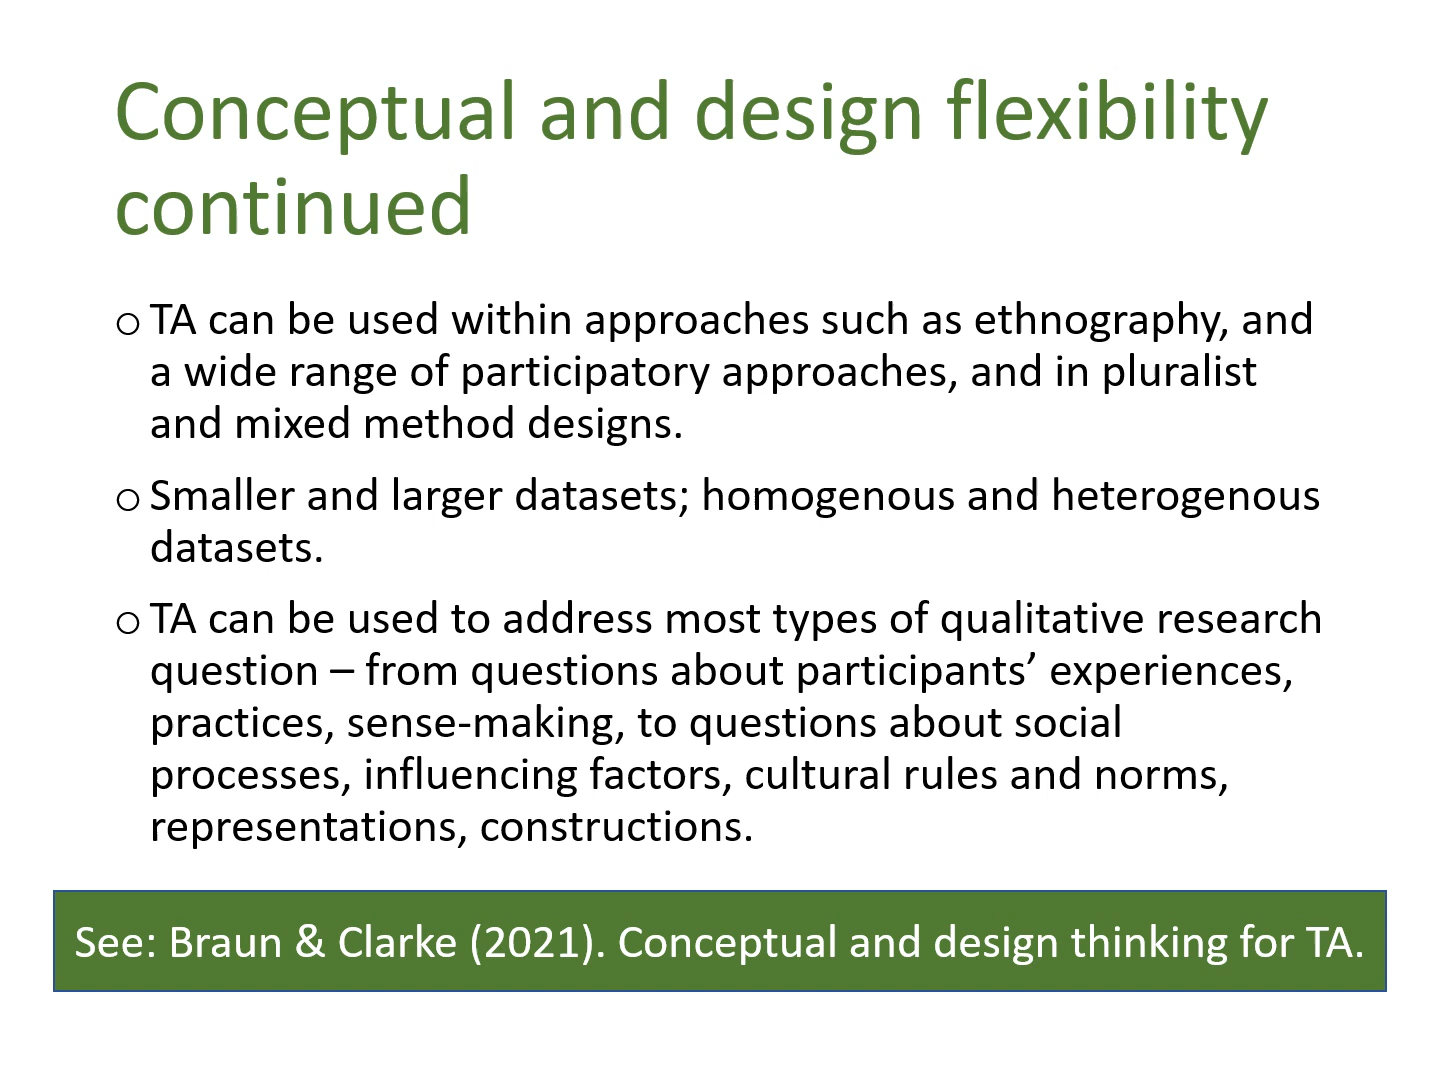 Conceptual and design flexibility
continued
o TA can be used within approaches such as ethnography, and
a wide range of participatory approaches, and in pluralist
and mixed method designs.
o Smaller and larger datasets; homogenous and heterogenous
datasets.
o TA can be used to address most types of qualitative research
question – from questions about participants’ experiences,
practices, sense-making, to questions about social
processes, influencing factors, cultural rules and norms,
representations, constructions.
See: Braun & Clarke (2021). Conceptual and design thinking for TA.